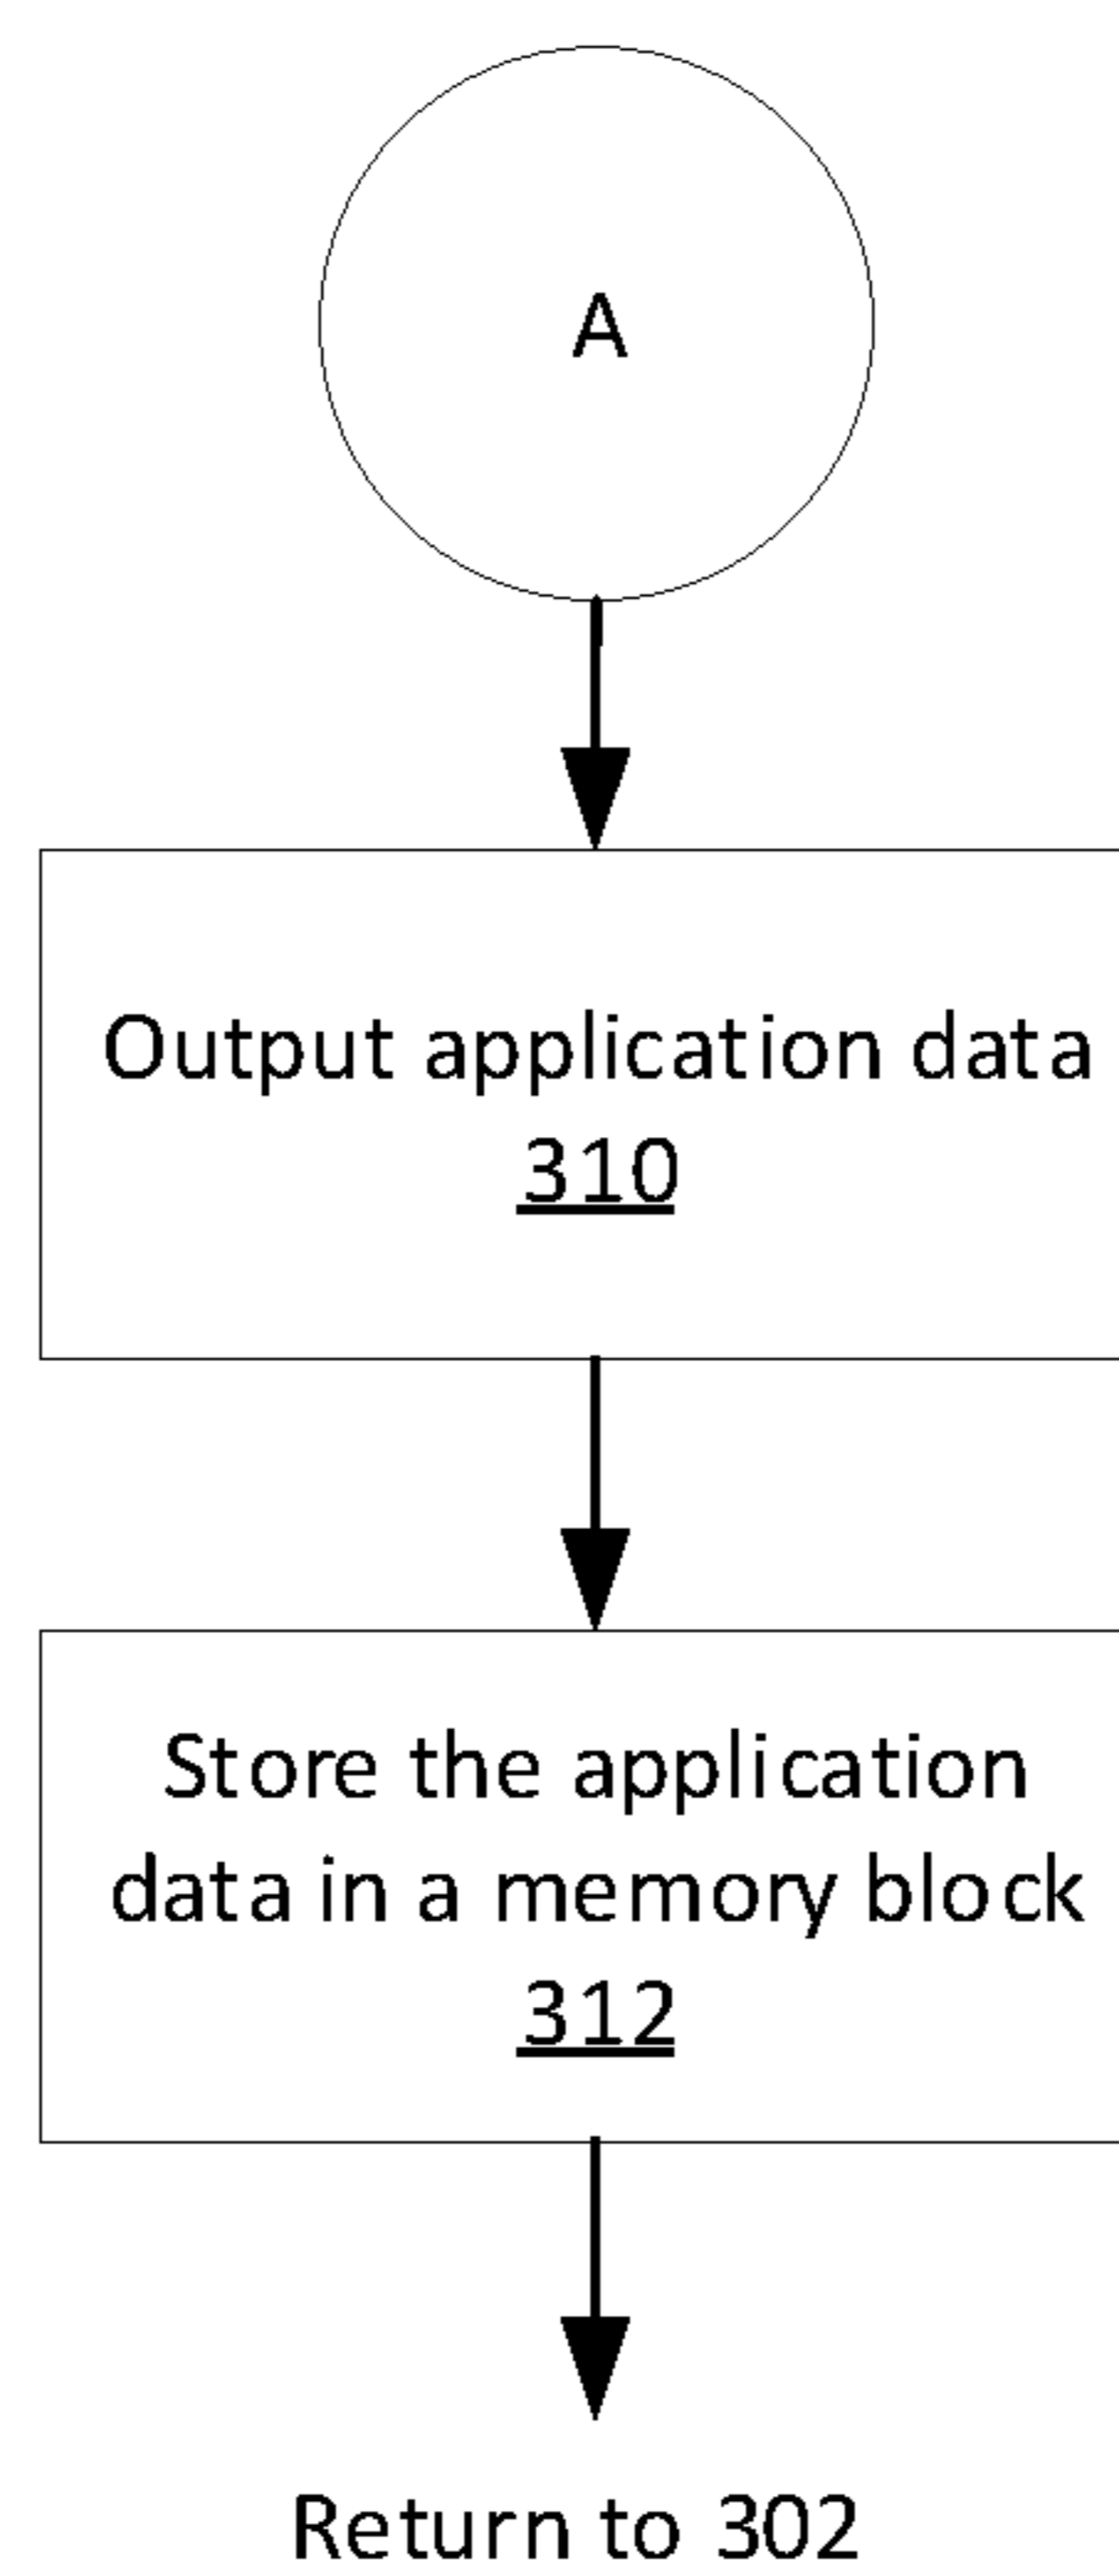 A
Output application data
310
Store the application
data in a memory block
312
Return to 302